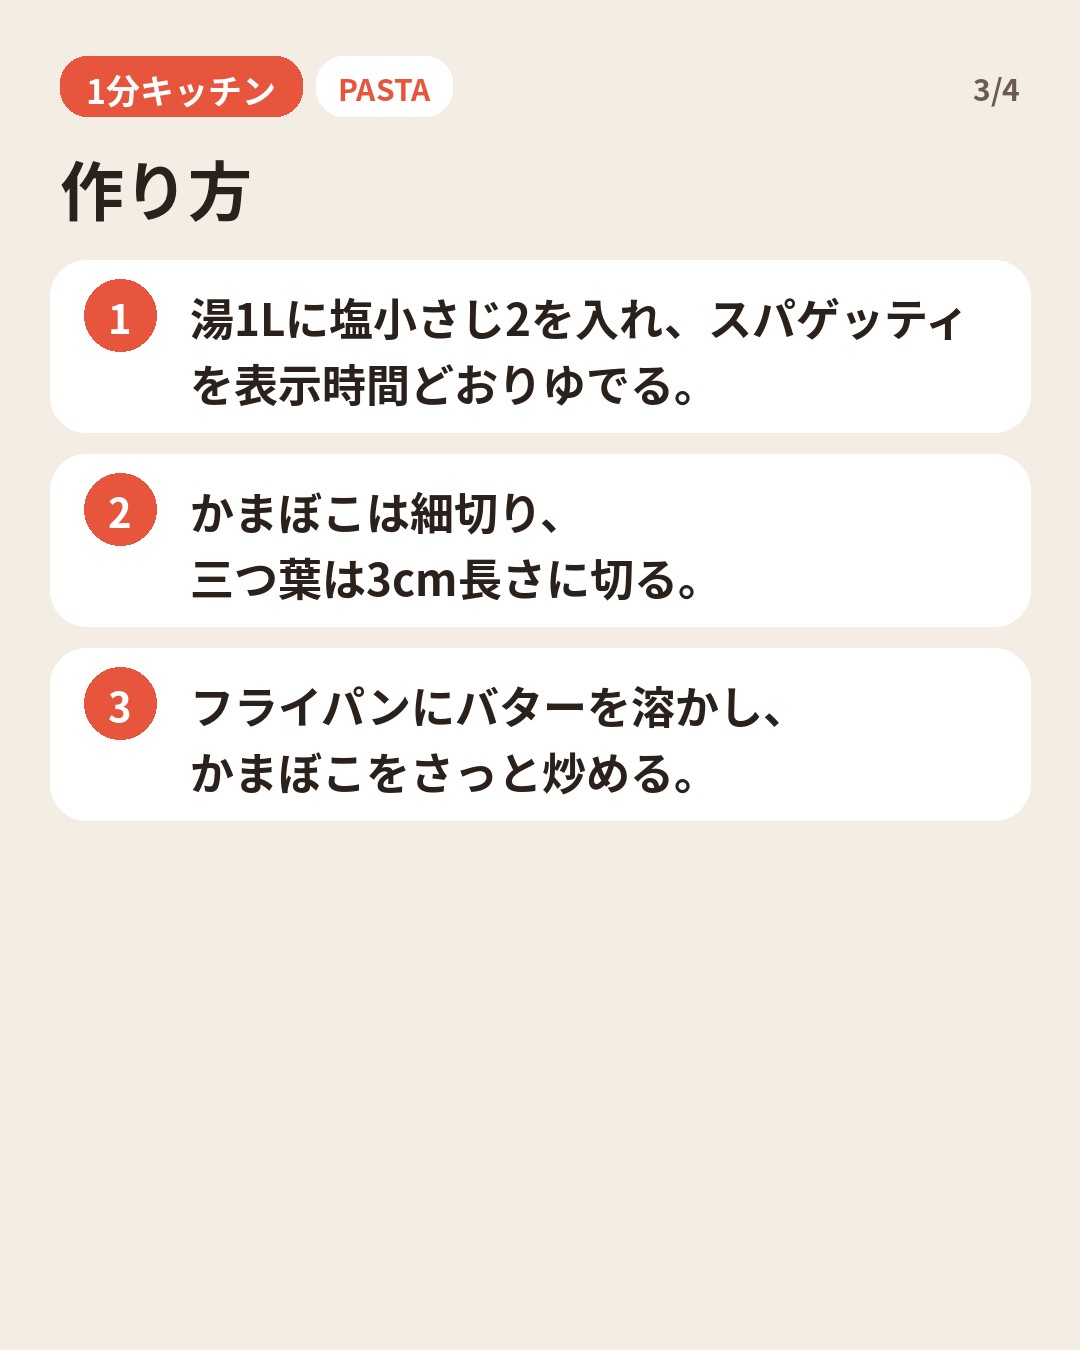 1分キッチン PASTA 3/4
作り方
1 湯1Lに塩小さじ2を入れ、スパゲッティ
を表示時間どおりゆでる。
2 かまぼこは細切り、
三つ葉は3cm長さに切る。
3 フライパンにバターを溶かし、
かまぼこをさっと炒める。